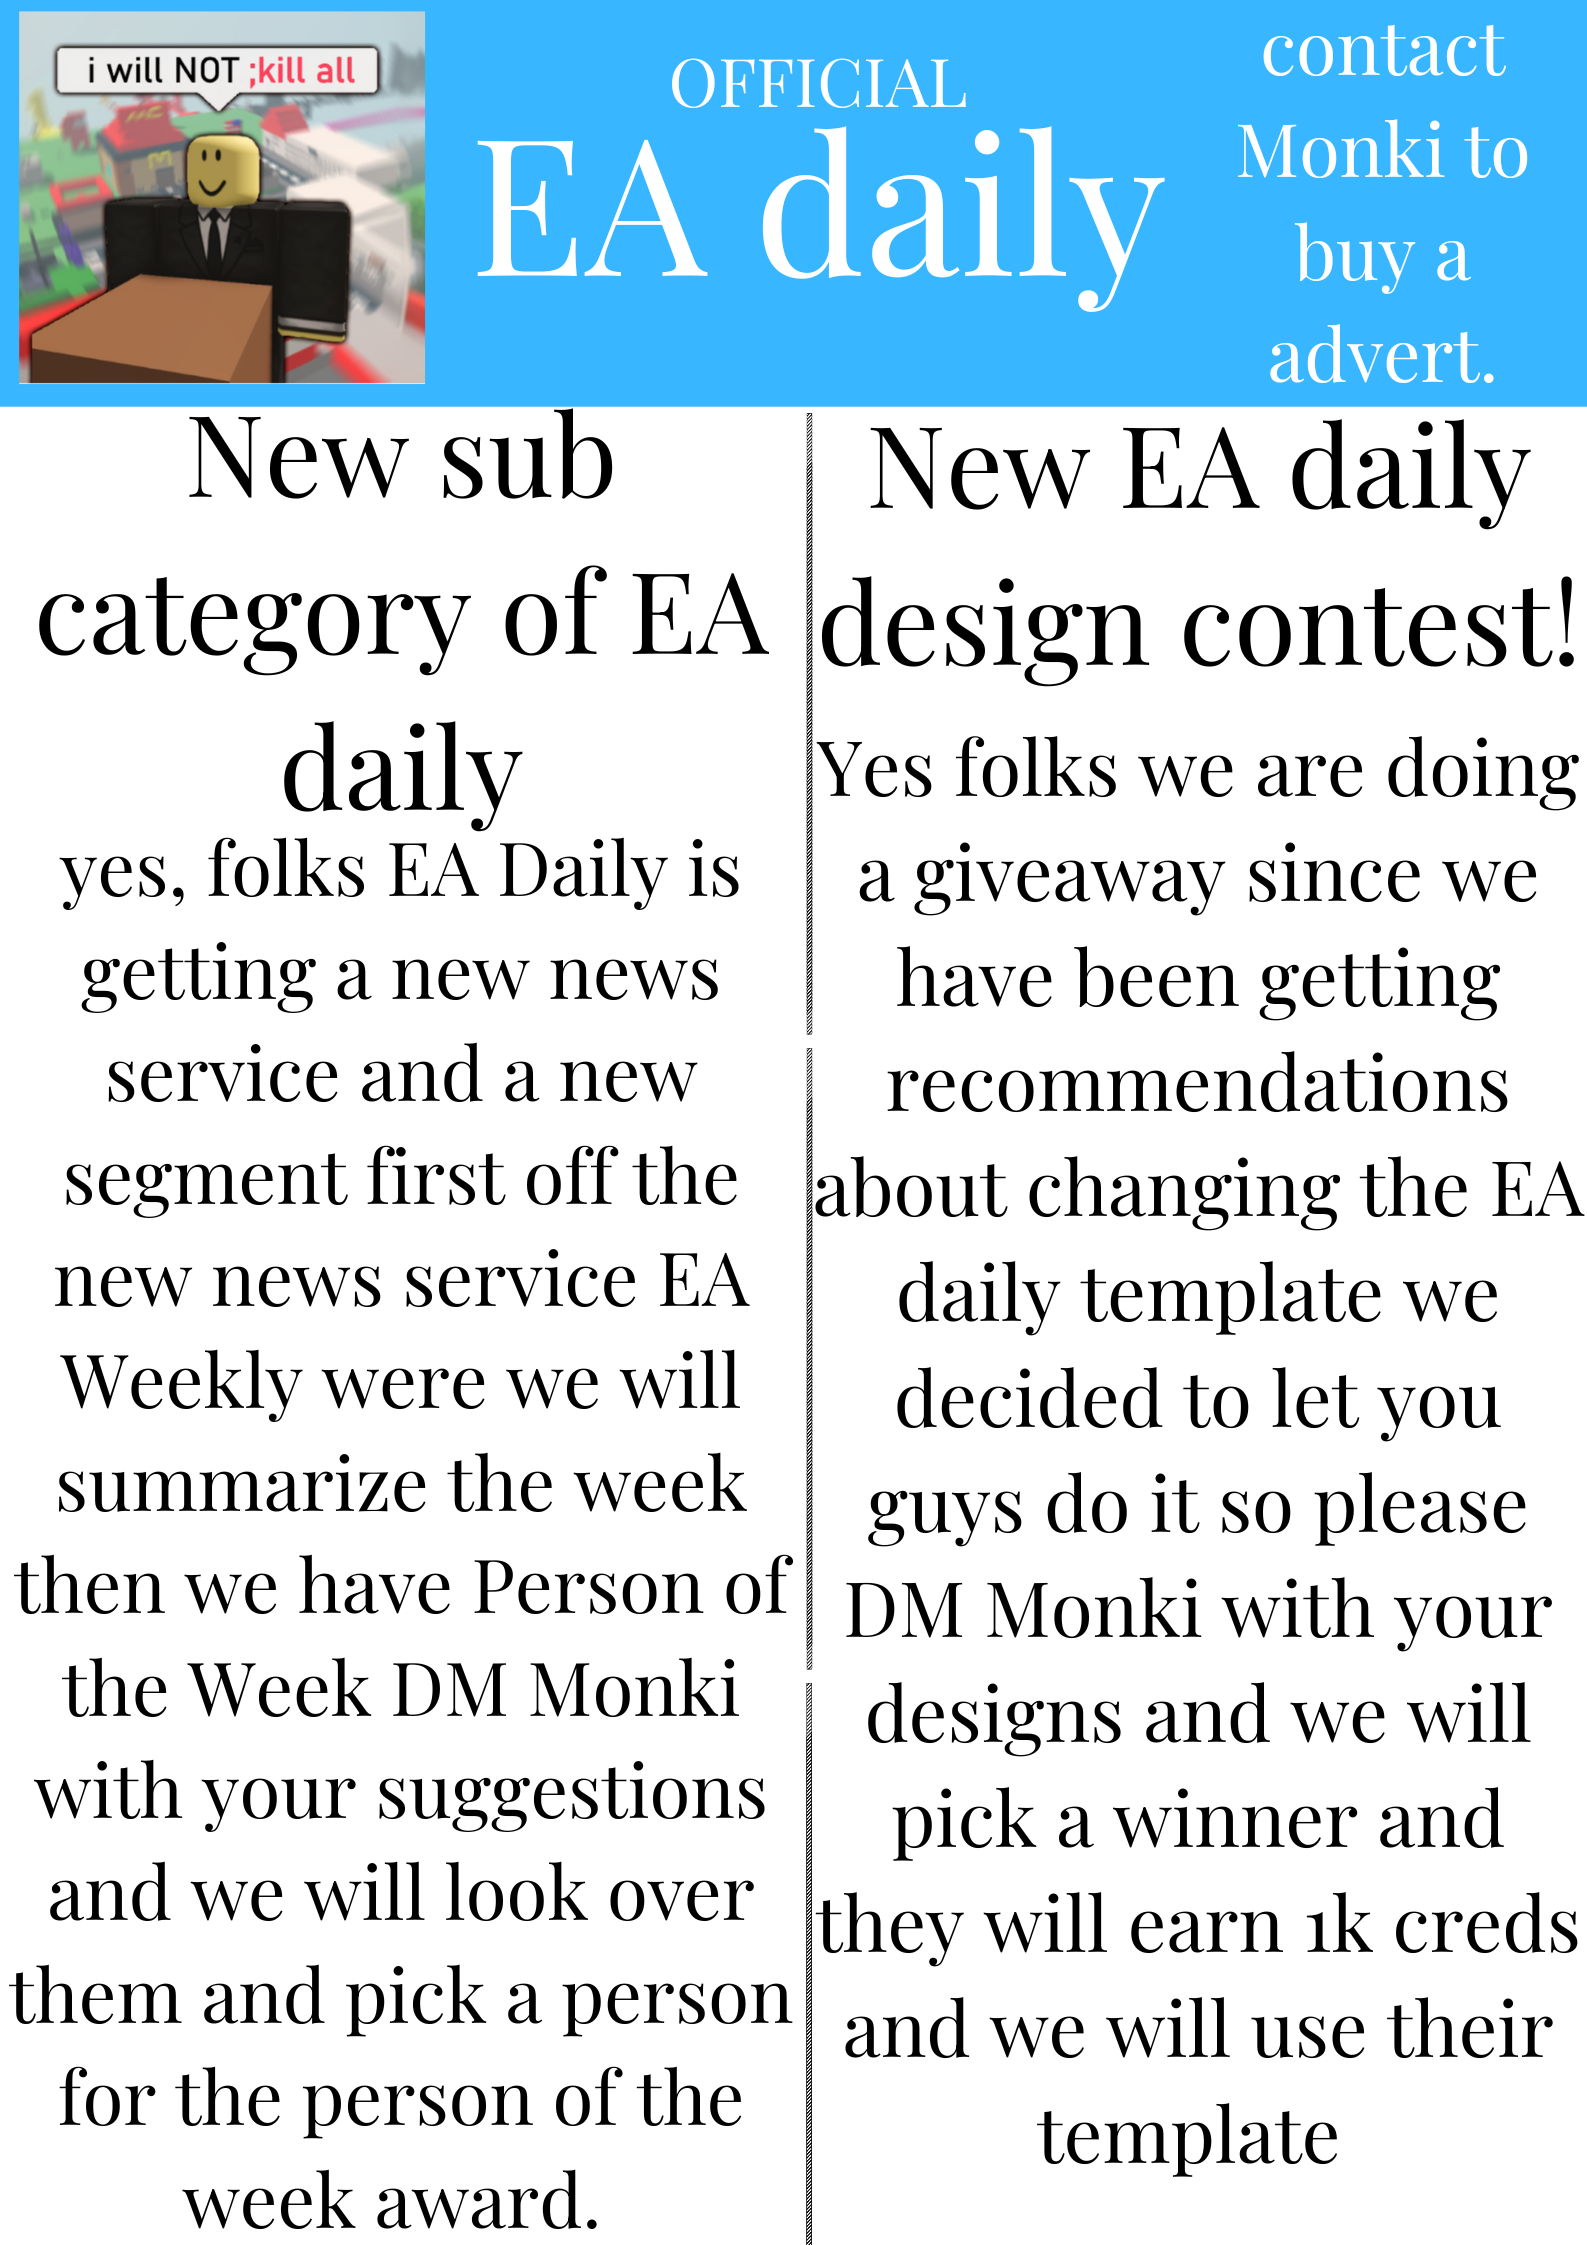 i will NOT ;kill all
OFFICIAL
EA daily
contact
Monki to
buy a
advert.
New sub
category of EA
daily
yes, folks EA Daily is
getting a new news
service and a new
segment first off the
new news service EA
Weekly were we will
summarize the week
then we have Person of
the Week DM Monki
with your suggestions
and we will look over
them and pick a person
for the person of the
week award.
New EA daily
design contest!
Yes folks we are doing
a giveaway since we
have been getting
recommendations
about changing the EA
daily template we
decided to let you
guys do it so please
DM Monki with your
designs and we will
pick a winner and
they will earn 1k creds
and we will use their
template